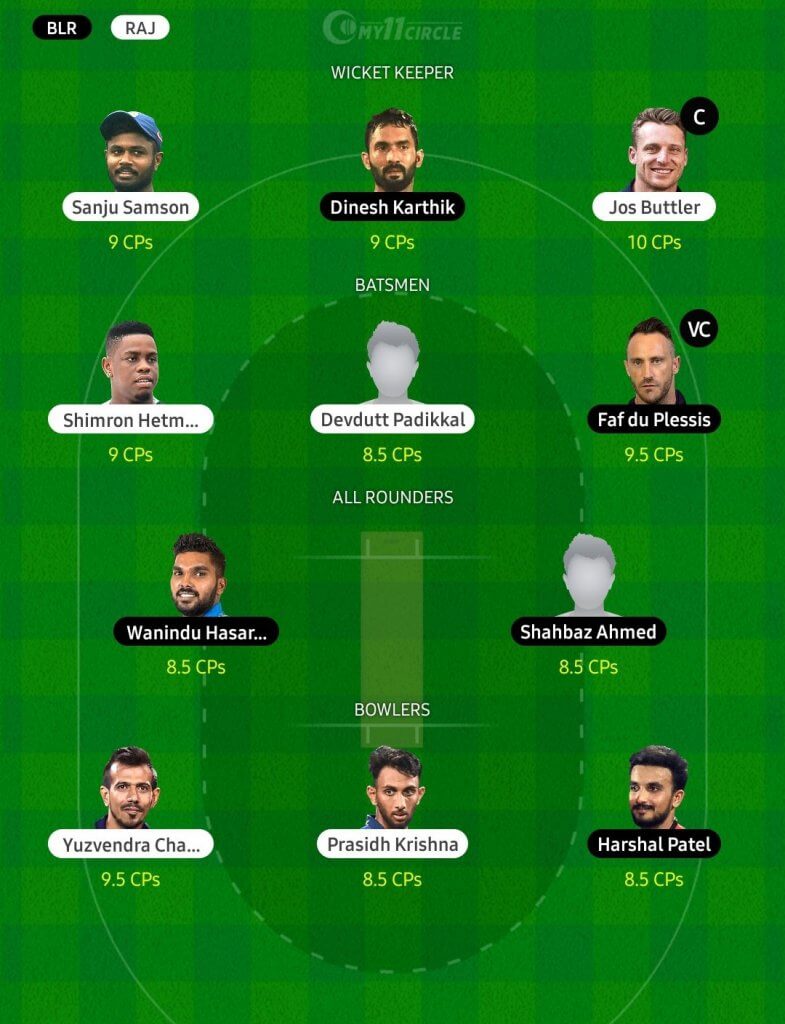 BLR RAJ
MY11CIRCLE
WICKET KEEPER
C
Sanju Samson Dinesh Karthik Jos Buttler
9 CPs 9 CPs 10 CPs
BATSMEN
VC
Shimron Hetm... Devdutt Padikkal Faf du Plessis
9 CPs 8.5 CPs 9.5 CPs
ALL ROUNDERS
Wanindu Hasar... Shahbaz Ahmed
8.5 CPs 8.5 CPs
BOWLERS
Yuzvendra Cha... Prasidh Krishna Harshal Patel
9.5 CPs 8.5 CPs 8.5 CPs